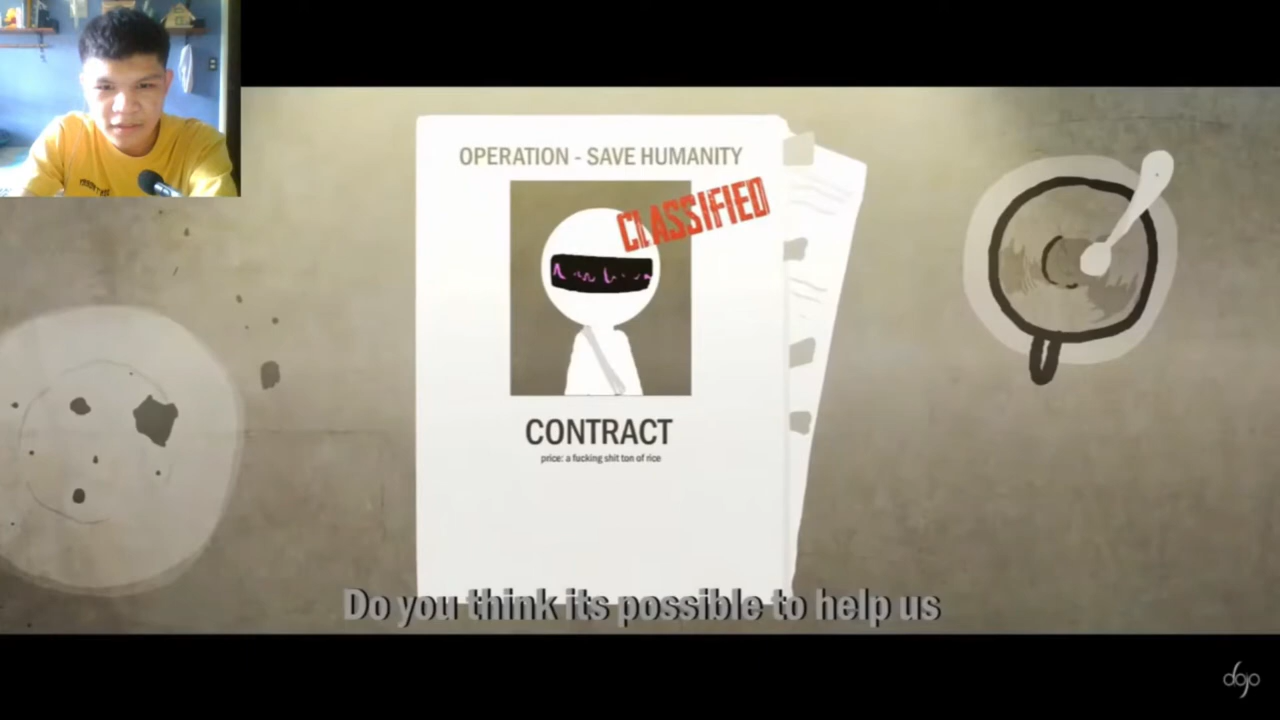 OPERATION - SAVE HUMANITY
CLASSIFIED
CONTRACT
price: a fucking shit ton of rice
Do you think its possible to help us
dojo